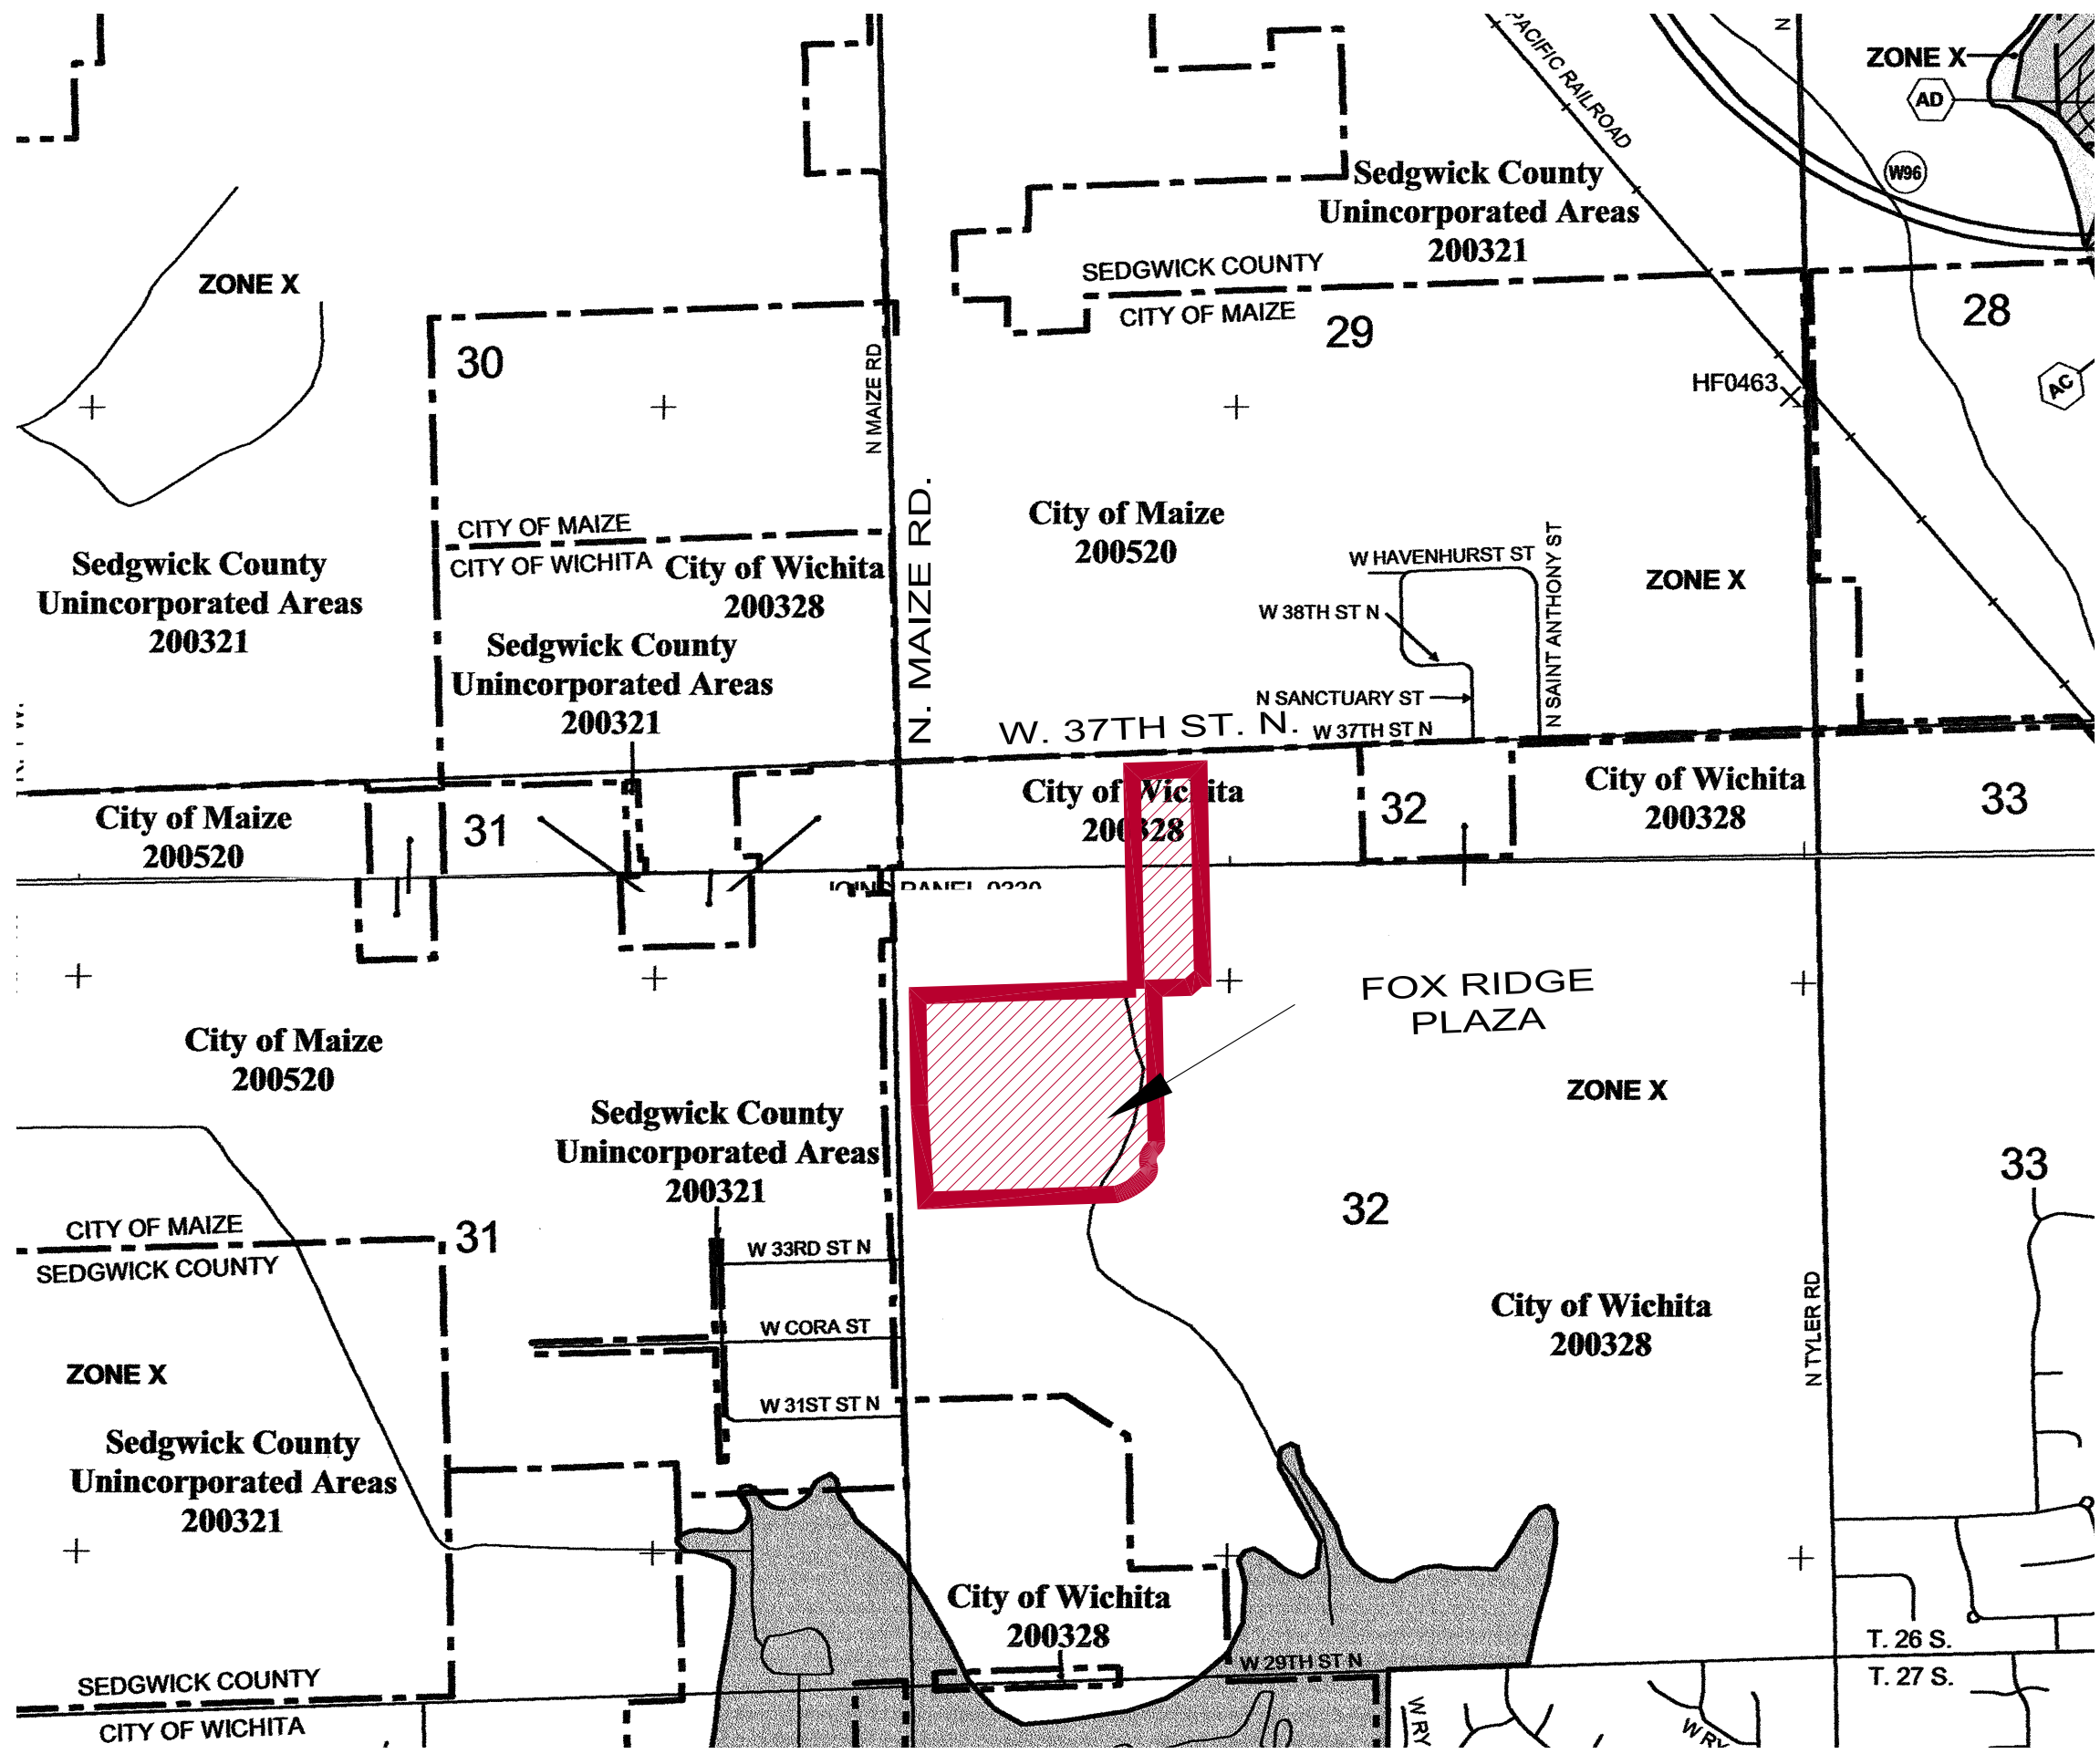 ZONE X
AD
W96
PACIFIC RAILROAD
N
Sedgwick County
Unincorporated Areas
200321
SEDGWICK COUNTY
CITY OF MAIZE
ZONE X
30
29
28
HF0463
AC
N MAIZE RD
N. MAIZE RD.
City of Maize
200520
CITY OF MAIZE
CITY OF WICHITA
City of Wichita
200328
Sedgwick County
Unincorporated Areas
200321
Sedgwick County
Unincorporated Areas
200321
W HAVENHURST ST
W 38TH ST N
N SANCTUARY ST
N SAINT ANTHONY ST
ZONE X
W. 37TH ST. N.
W 37TH ST N
City of Maize
200520
31
City of Wichita
200328
32
City of Wichita
200328
33
FOX RIDGE
PLAZA
City of Maize
200520
ZONE X
Sedgwick County
Unincorporated Areas
200321
33
32
CITY OF MAIZE
SEDGWICK COUNTY
31
W 33RD ST N
W CORA ST
W 31ST ST N
City of Wichita
200328
N TYLER RD
ZONE X
Sedgwick County
Unincorporated Areas
200321
City of Wichita
200328
W 29TH ST N
T. 26 S.
T. 27 S.
SEDGWICK COUNTY
CITY OF WICHITA
W RY
W RY